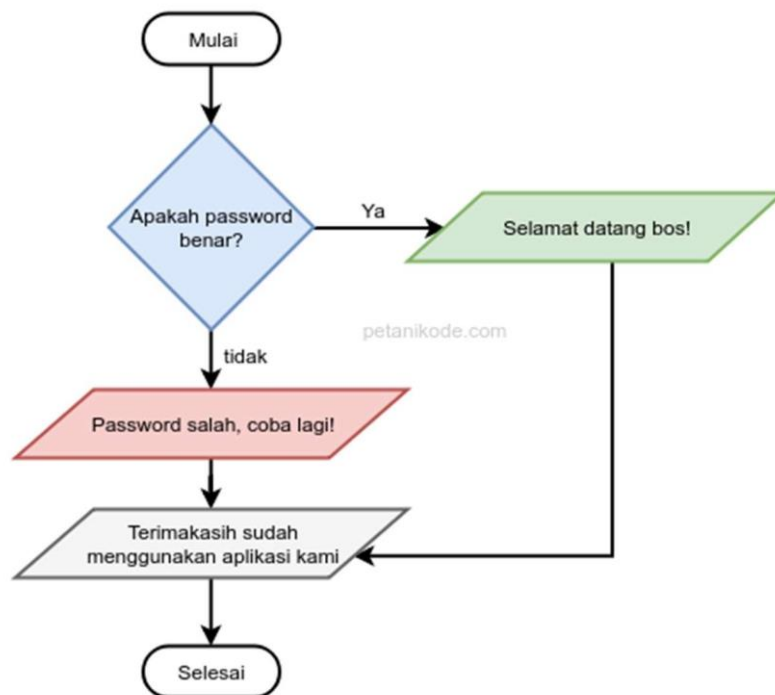 Mulai
Apakah password
benar?
Ya
Selamat datang bos!
petanikode.com
tidak
Password salah, coba lagi!
Terimakasih sudah
menggunakan aplikasi kami
Selesai